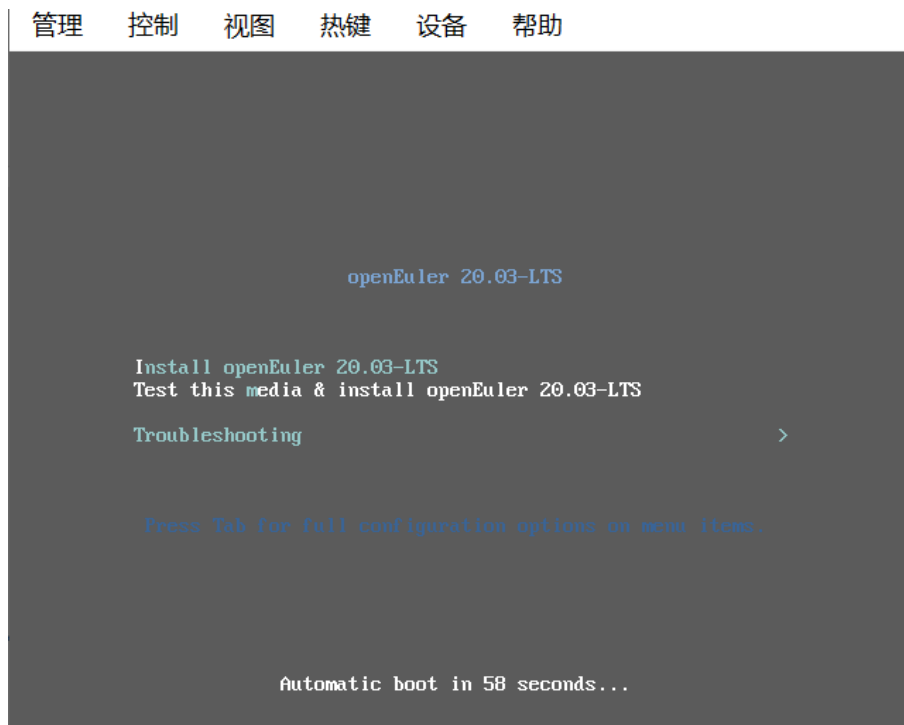 管理 控制 视图 热键 设备 帮助
openEuler 20.03-LTS
Install openEuler 20.03-LTS
Test this media & install openEuler 20.03-LTS
Troubleshooting >
Press Tab for full configuration options on menu items.
Automatic boot in 58 seconds...